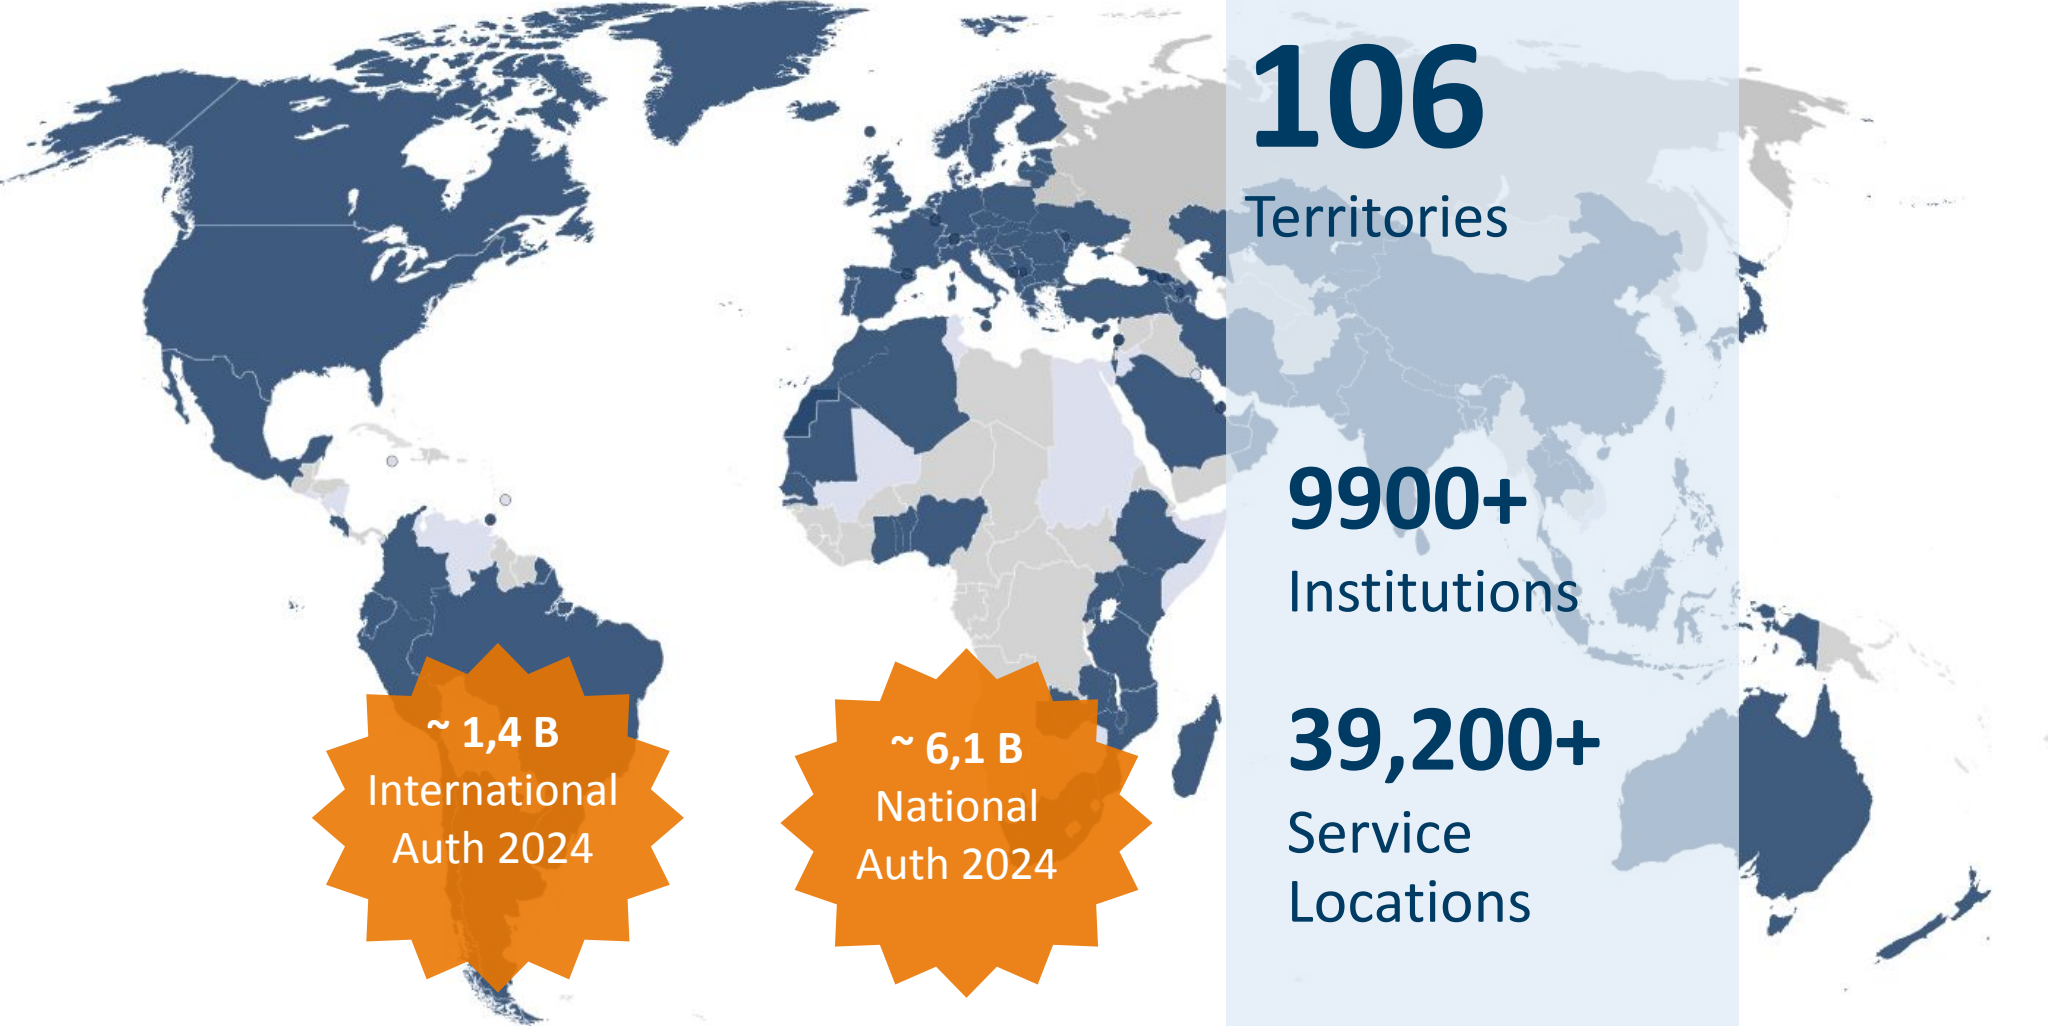 106
Territories
9900+
Institutions
39,200+
Service
Locations
~ 1,4 B
International
Auth 2024
~ 6,1 B
National
Auth 2024